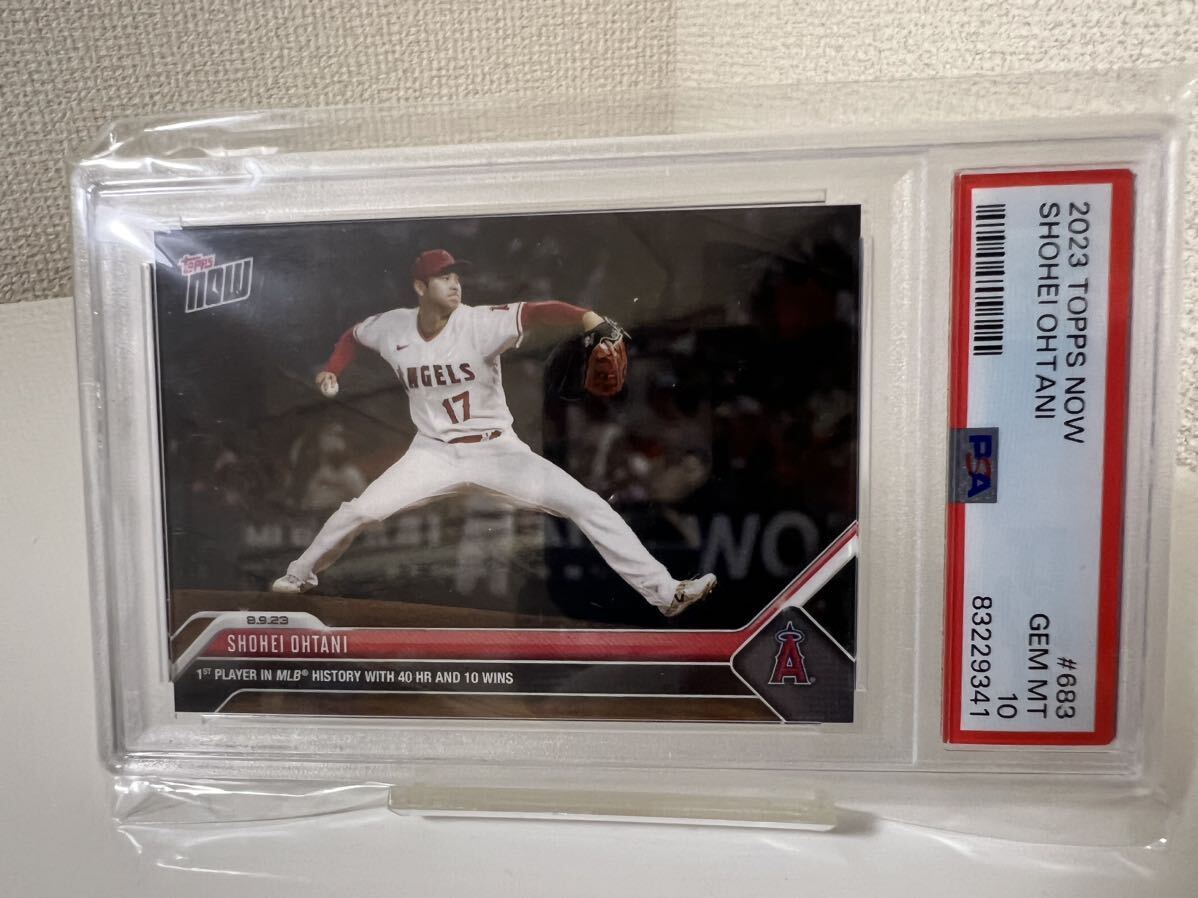 TOPPS
NOW
ANGELS
17
WO
8.9.23
SHOHEI OHTANI
1ST PLAYER IN MLB® HISTORY WITH 40 HR AND 10 WINS
A
2023 TOPPS NOW
SHOHEI OHTANI
PSA
#683
GEM MT
10
83229341